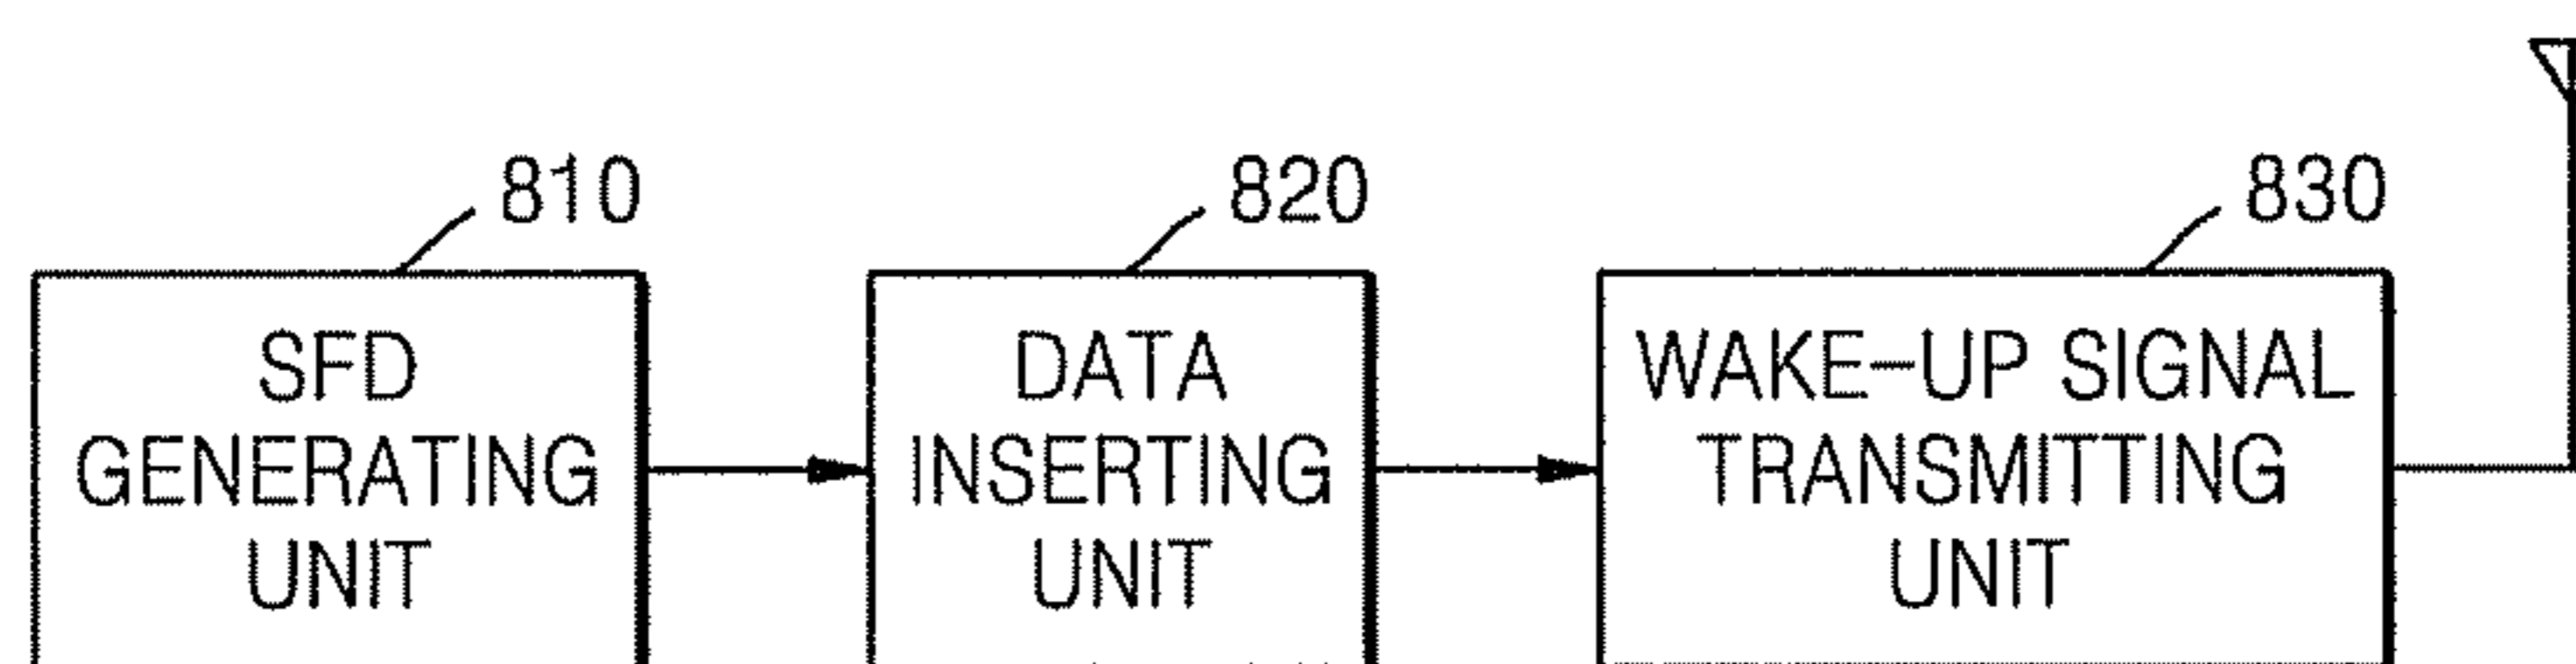 810
820
830
SFD
GENERATING
UNIT
DATA
INSERTING
UNIT
WAKE-UP SIGNAL
TRANSMITTING
UNIT